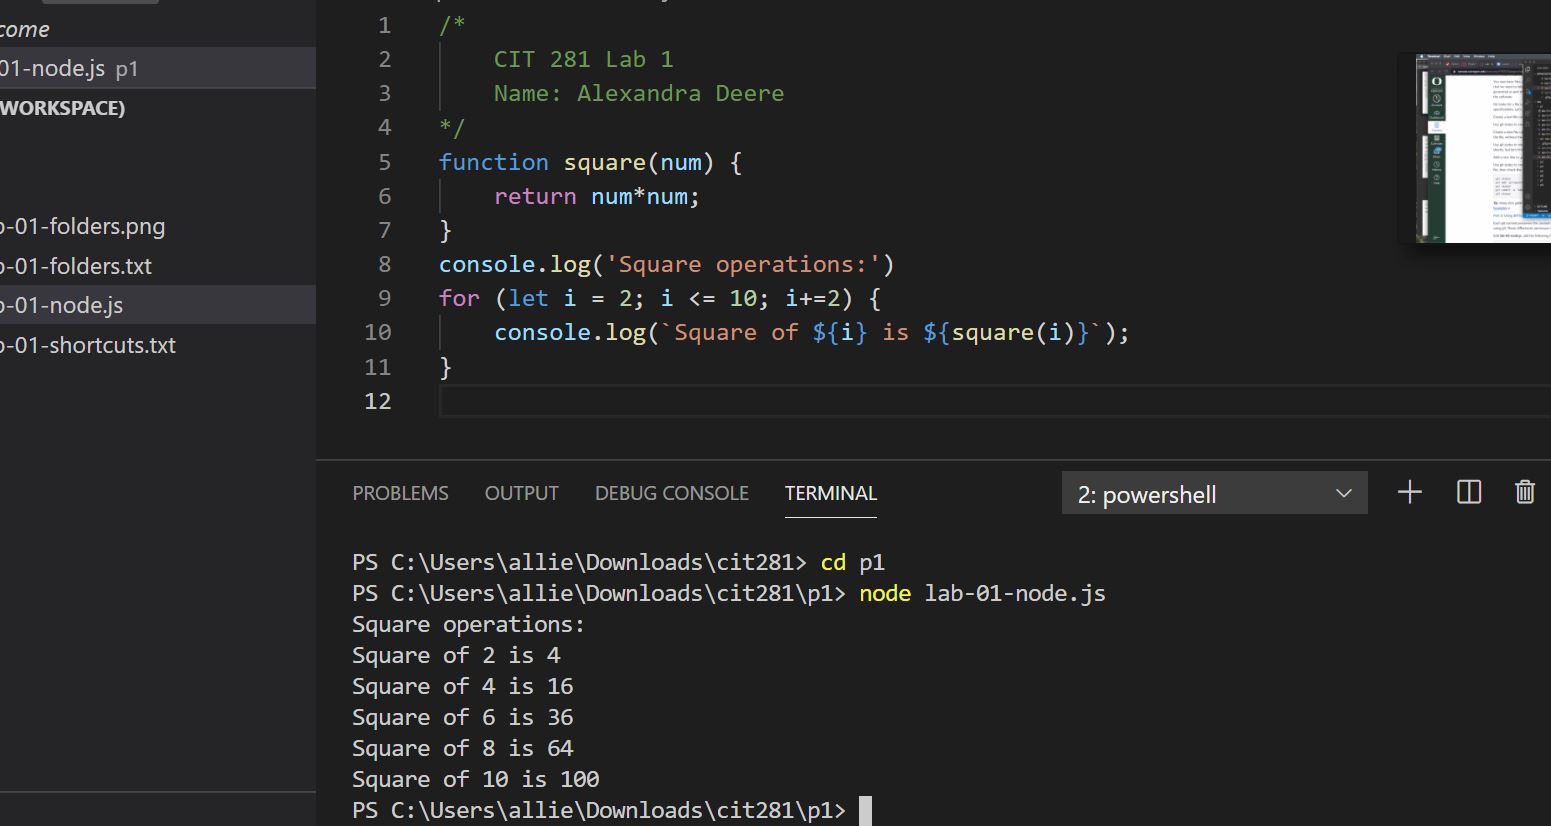 come
01-node.js p1
WORKSPACE)
-01-folders.png
-01-folders.txt
-01-node.js
-01-shortcuts.txt
1 /*
2 CIT 281 Lab 1
3 Name: Alexandra Deere
4 */
5 function square(num) {
6 return num*num;
7 }
8 console.log('Square operations:')
9 for (let i = 2; i <= 10; i+=2) {
10 console.log(`Square of ${i} is ${square(i)}`);
11 }
12
PROBLEMS OUTPUT DEBUG CONSOLE TERMINAL 2: powershell
PS C:\Users\allie\Downloads\cit281> cd p1
PS C:\Users\allie\Downloads\cit281\p1> node lab-01-node.js
Square operations:
Square of 2 is 4
Square of 4 is 16
Square of 6 is 36
Square of 8 is 64
Square of 10 is 100
PS C:\Users\allie\Downloads\cit281\p1>